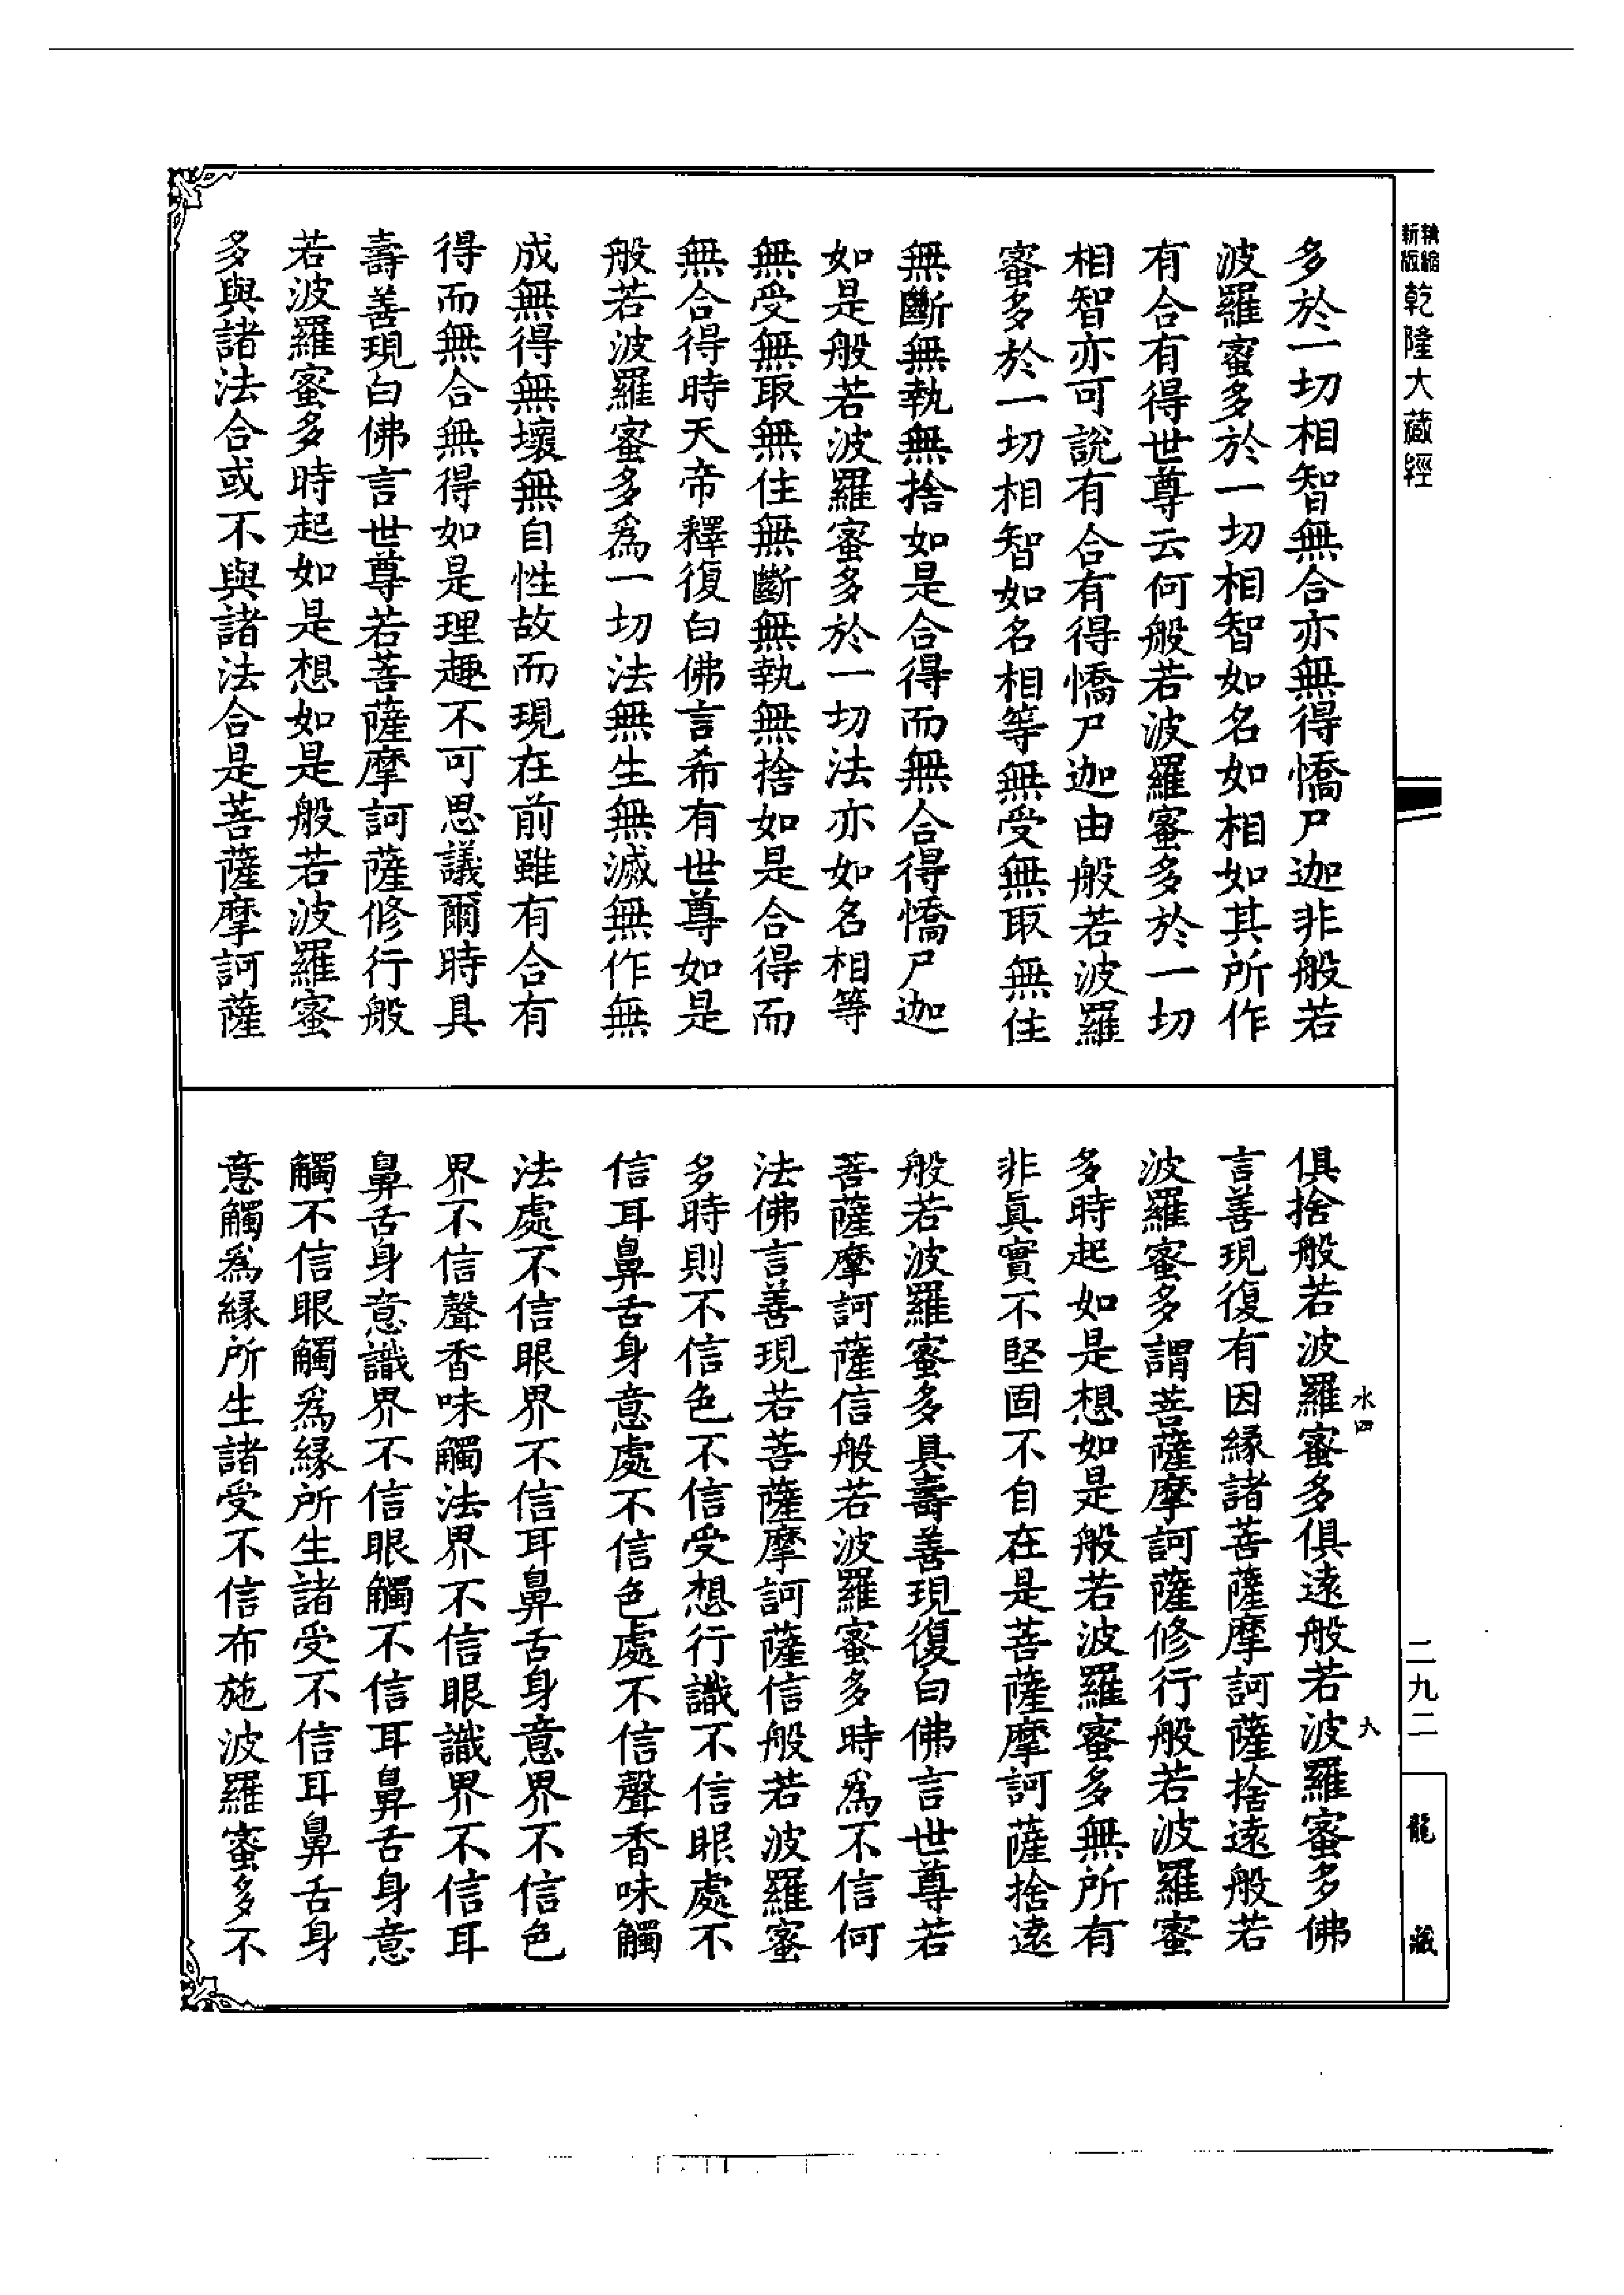 精縮新版乾隆大藏經
多於一切相智無合亦無得憍尸迦非般若
波羅蜜多於一切相智如名如相如其所作
有合有得世尊云何般若波羅蜜多於一切
相智亦可說有合有得憍尸迦由般若波羅
蜜多於一切相智如名相等無受無取無住
無斷無執無捨如是合得而無合得憍尸迦
如是般若波羅蜜多於一切法亦如名相等
無受無取無住無斷無執無捨如是合得而
無合得時天帝釋復白佛言希有世尊如是
般若波羅蜜多爲一切法無生無滅無作無
成無得無壞無自性故而現在前雖有合有
得而無合無得如是理趣不可思議爾時具
壽善現白佛言世尊若菩薩摩訶薩修行般
若波羅蜜多時起如是想如是般若波羅蜜
多與諸法合或不與諸法合是菩薩摩訶薩
俱捨般若波羅蜜多俱遠般若波羅蜜多佛
言善現復有因緣諸菩薩摩訶薩捨遠般若
波羅蜜多謂菩薩摩訶薩修行般若波羅蜜
多時起如是想如是般若波羅蜜多無所有
非眞實不堅固不自在是菩薩摩訶薩捨遠
般若波羅蜜多具壽善現復白佛言世尊若
菩薩摩訶薩信般若波羅蜜多時爲不信何
法佛言善現若菩薩摩訶薩信般若波羅蜜
多時則不信色不信受想行識不信眼處不
信耳鼻舌身意處不信色處不信聲香味觸
法處不信眼界不信耳鼻舌身意界不信色
界不信聲香味觸法界不信眼識界不信耳
鼻舌身意識界不信眼觸不信耳鼻舌身意
觸不信眼觸爲緣所生諸受不信耳鼻舌身
意觸爲緣所生諸受不信布施波羅蜜多不
水四
二九二
龍藏